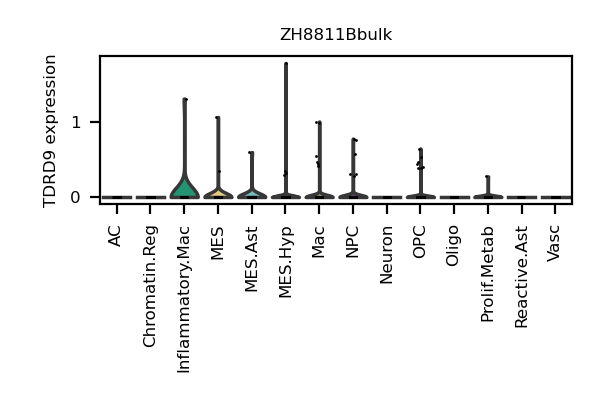 ZH8811Bbulk
TDRD9 expression
1
0
AC
Chromatin.Reg
Inflammatory.Mac
MES
MES.Ast
MES.Hyp
Mac
NPC
Neuron
OPC
Oligo
Prolif.Metab
Reactive.Ast
Vasc